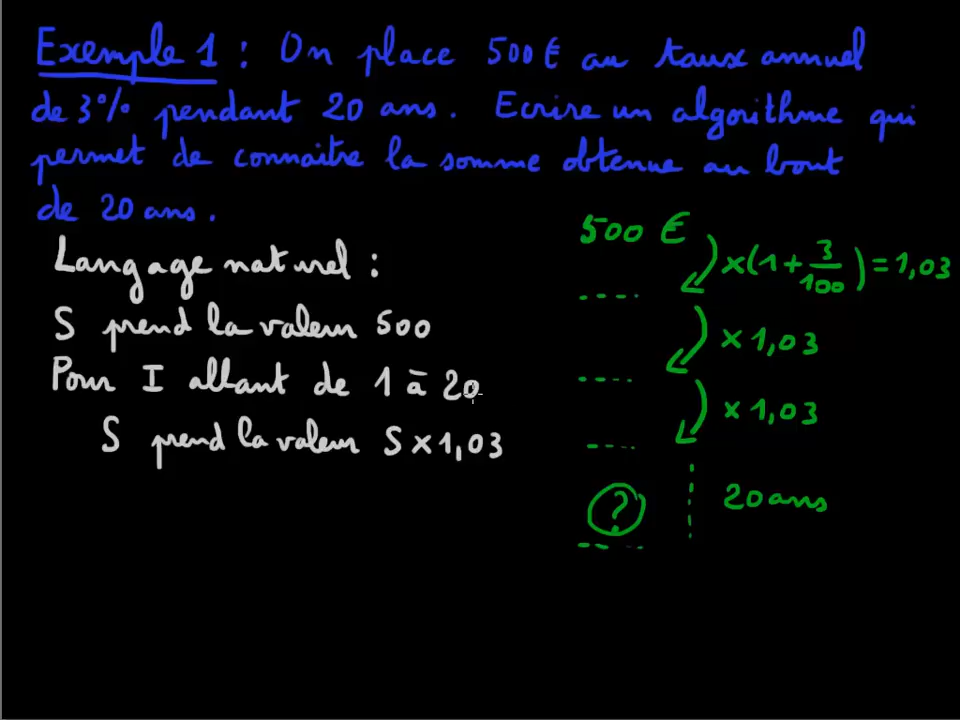 Exemple 1 : On place 500 € au taux annuel
de 3% pendant 20 ans. Ecrire un algorithme qui
permet de connaitre la somme obtenue au bout
de 20 ans.
Langage naturel :
S prend la valeur 500
Pour I allant de 1 à 20
S prend la valeur S x 1,03
500 €
x (1 + 3/100) = 1,03
x 1,03
x 1,03
?
20 ans